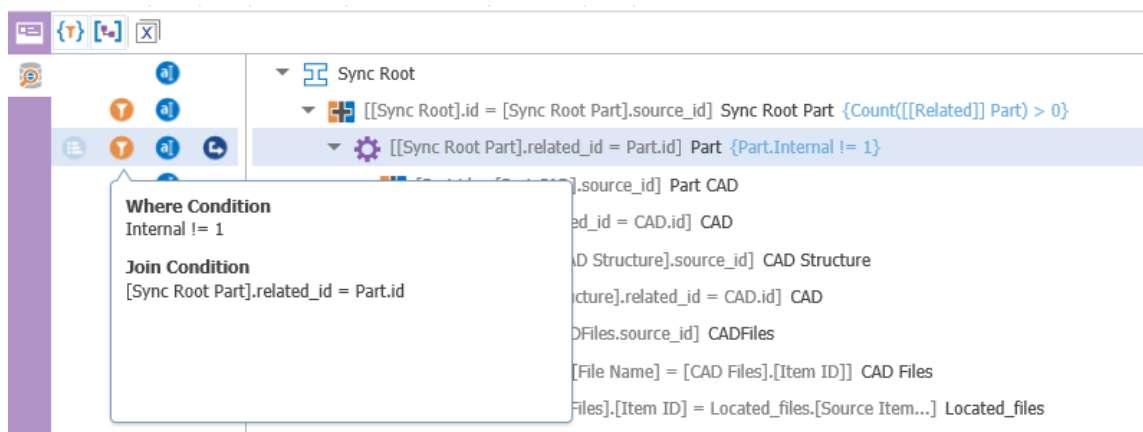 Sync Root
[[Sync Root].id = [Sync Root Part].source_id] Sync Root Part {Count([[Related]] Part) > 0}
[[Sync Root Part].related_id = Part.id] Part {Part.Internal != 1}
].source_id] Part CAD
ed_id = CAD.id] CAD
D Structure].source_id] CAD Structure
cture].related_id = CAD.id] CAD
DFiles.source_id] CADFiles
[File Name] = [CAD Files].[Item ID]] CAD Files
Files].[Item ID] = Located_files.[Source Item...] Located_files
Where Condition
Internal != 1
Join Condition
[Sync Root Part].related_id = Part.id